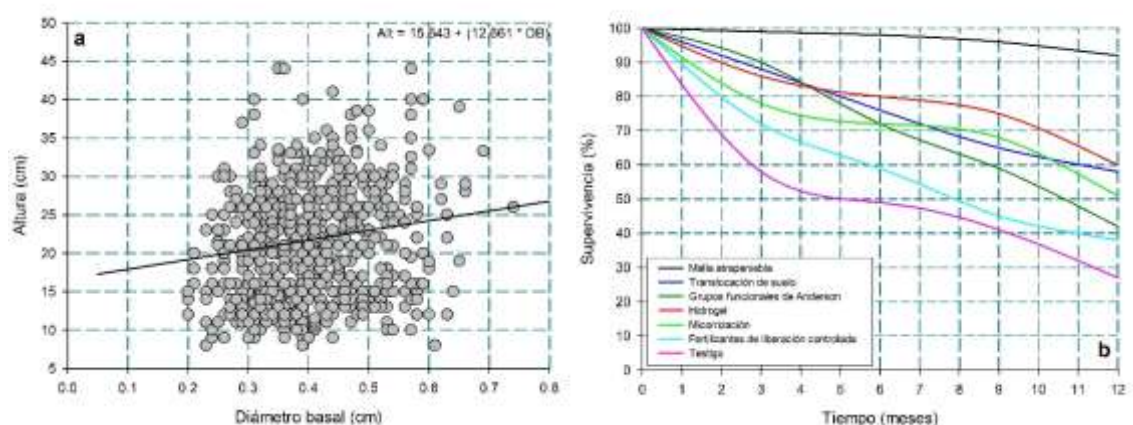 a
Alt = 16.643 + (12.661 * DB)
50
45
40
35
30
25
20
15
10
5
0.0 0.1 0.2 0.3 0.4 0.5 0.6 0.7 0.8
Altura (cm)
Diámetro basal (cm)
100
90
80
70
60
50
40
30
20
10
0
0 1 2 3 4 5 6 7 8 9 10 11 12
Supervivencia (%)
Tiempo (meses)
Malla atrapaniebla
Translocación de suelo
Grupos funcionales de Anderson
Hidrogel
Micorrización
Fertilizantes de liberación controlada
Testigo
b